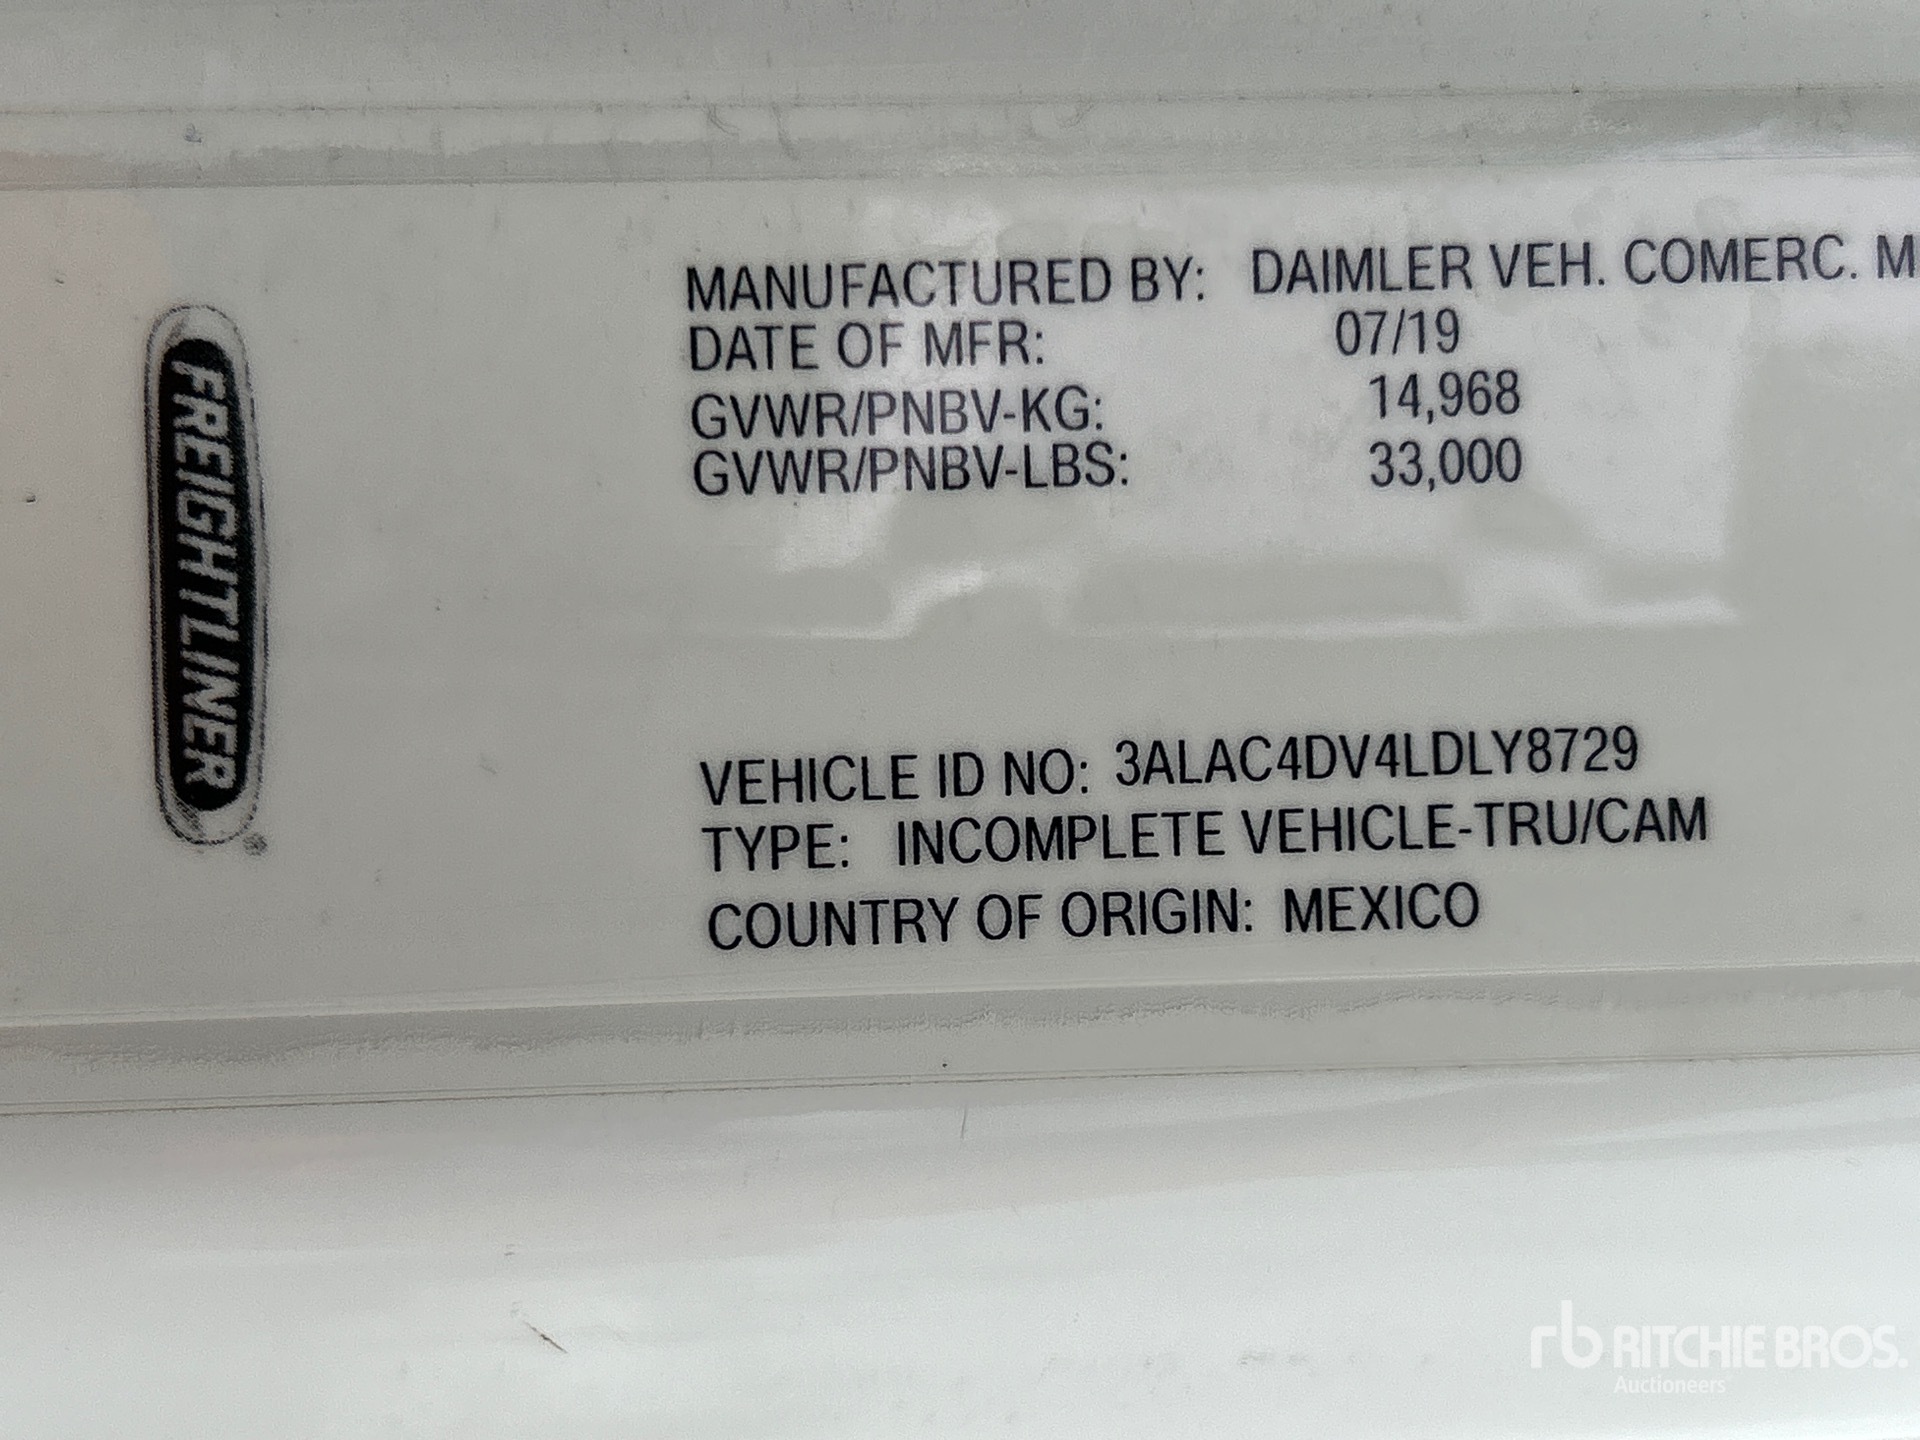 FREIGHTLINER
MANUFACTURED BY: DAIMLER VEH. COMERC. M
DATE OF MFR: 07/19
GVWR/PNBV-KG: 14,968
GVWR/PNBV-LBS: 33,000
VEHICLE ID NO: 3ALAC4DV4LDLY8729
TYPE: INCOMPLETE VEHICLE-TRU/CAM
COUNTRY OF ORIGIN: MEXICO
rb RITCHIE BROS.
Auctioneers